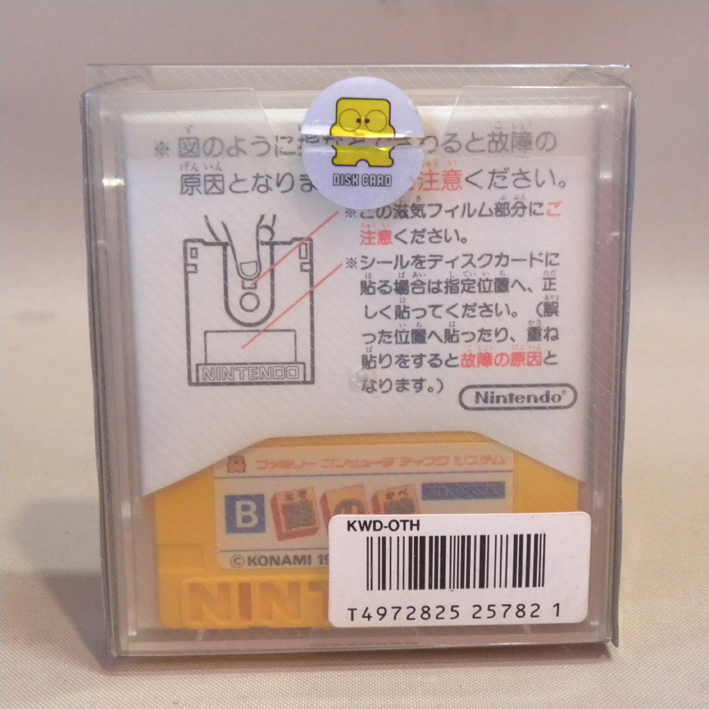 ※図のように指
わると故障の
原因となりま
注意ください。
DISK CARD
※この磁気フィルム部分にご
注意ください。
※シールをディスクカードに
貼る場合は指定位置へ、正
しく貼ってください。（誤
った位置へ貼ったり、重ね
貼りをすると故障の原因と
なります。）
NINTENDO
Nintendo®
ファミリー コンピュータ ディスク システム
B
の
©KONAMI 19
NINT
KWD-OTH
T4972825 25782 1